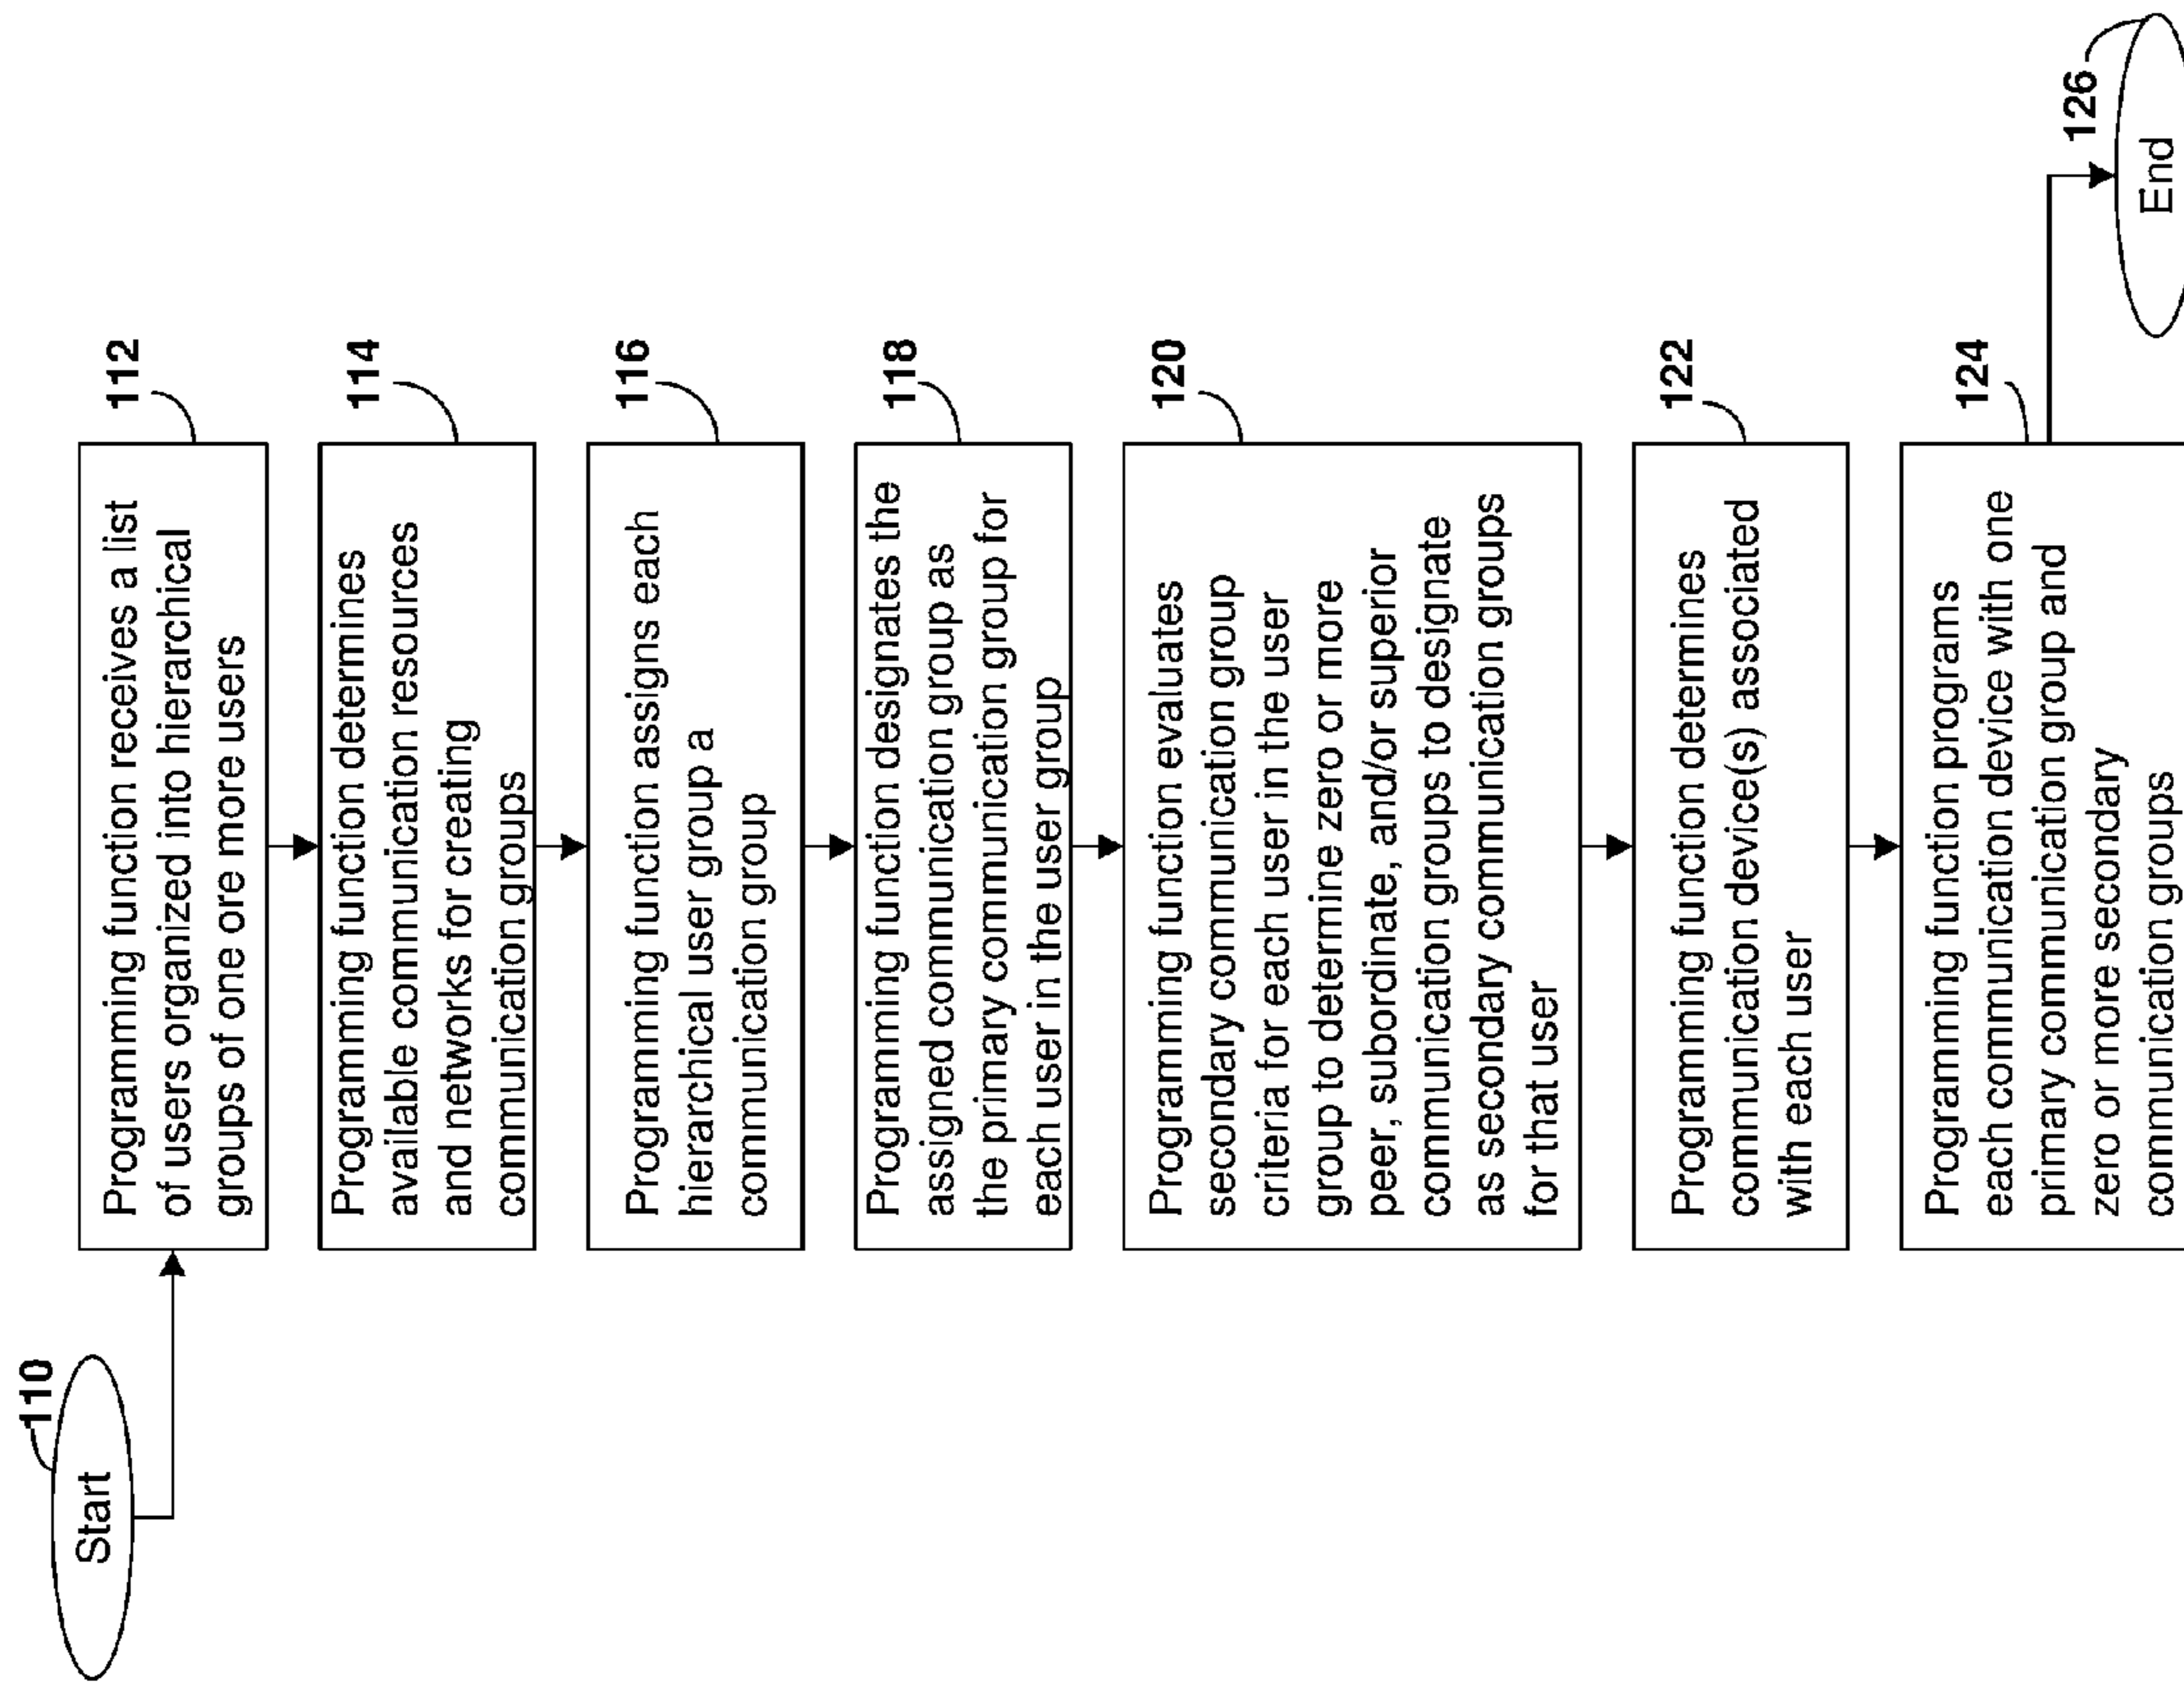 110
Start
112
Programming function receives a list
of users organized into hierarchical
groups of one ore more users
114
Programming function determines
available communication resources
and networks for creating
communication groups
116
Programming function assigns each
hierarchical user group a
communication group
118
Programming function designates the
assigned communication group as
the primary communication group for
each user in the user group
120
Programming function evaluates
secondary communication group
criteria for each user in the user
group to determine zero or more
peer, subordinate, and/or superior
communication groups to designate
as secondary communication groups
for that user
122
Programming function determines
communication device(s) associated
with each user
124
Programming function programs
each communication device with one
primary communication group and
zero or more secondary
communication groups
126
End